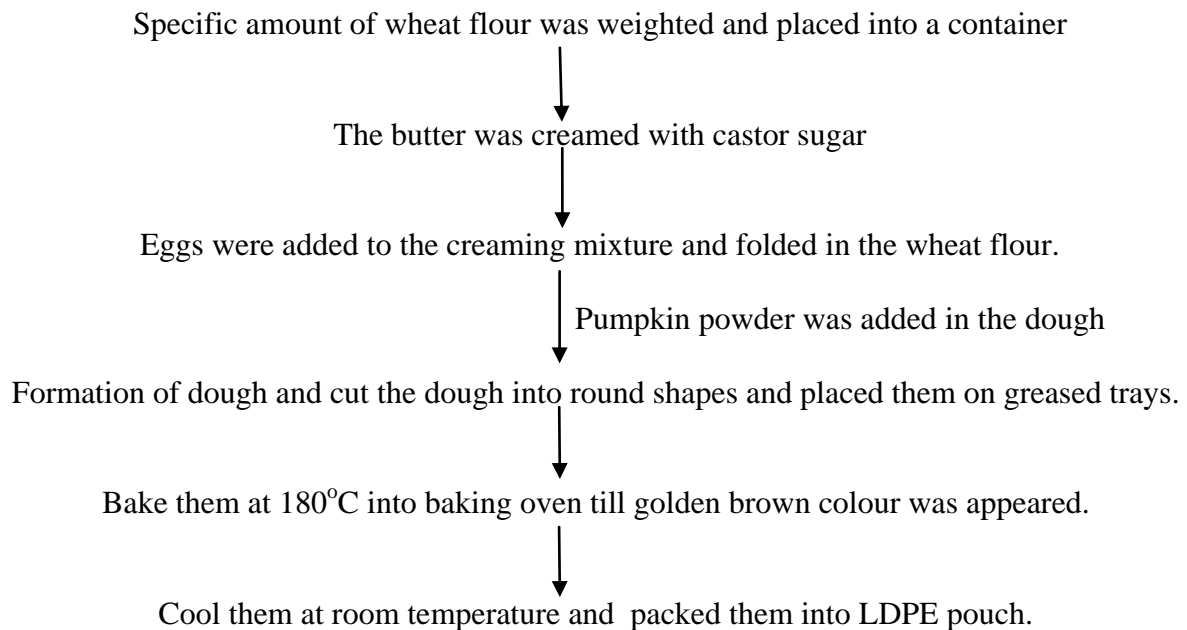 Specific amount of wheat flour was weighted and placed into a container
The butter was creamed with castor sugar
Eggs were added to the creaming mixture and folded in the wheat flour.
Pumpkin powder was added in the dough
Formation of dough and cut the dough into round shapes and placed them on greased trays.
Bake them at 180°C into baking oven till golden brown colour was appeared.
Cool them at room temperature and  packed them into LDPE pouch.